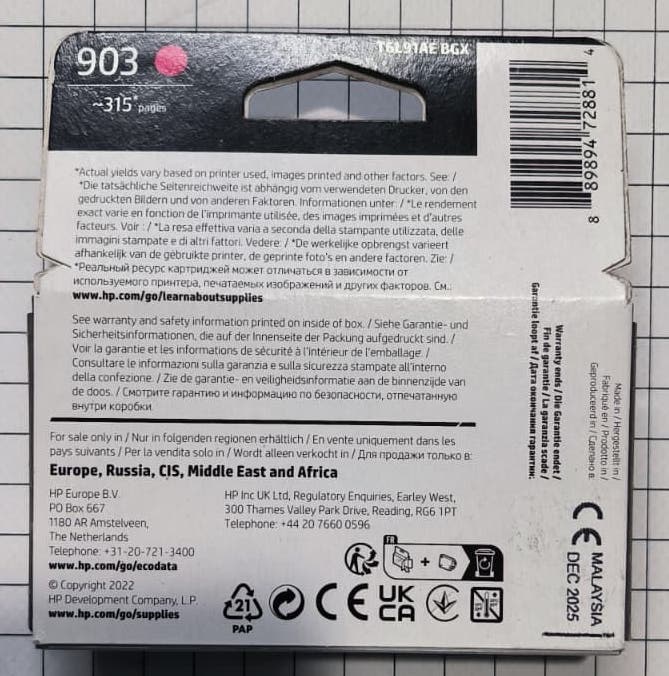 903
~315* pages
T6L91AE BGX
*Actual yields vary based on printer used, images printed and other factors. See: /
*Die tatsächliche Seitenreichweite ist abhängig vom verwendeten Drucker, von den
gedruckten Bildern und von anderen Faktoren. Informationen unter: / *Le rendement
exact varie en fonction de l'imprimante utilisée, des images imprimées et d'autres
facteurs. Voir : / *La resa effettiva varia a seconda della stampante utilizzata, delle
immagini stampate e di altri fattori. Vedere: / *De werkelijke opbrengst varieert
afhankelijk van de gebruikte printer, de geprinte foto's en andere factoren. Zie: /
*Реальный ресурс картриджей может отличаться в зависимости от
используемого принтера, печатаемых изображений и других факторов. См.:
www.hp.com/go/learnaboutsupplies
See warranty and safety information printed on inside of box. / Siehe Garantie- und
Sicherheitsinformationen, die auf der Innenseite der Packung aufgedruckt sind. /
Voir la garantie et les informations de sécurité à l'intérieur de l'emballage. /
Consultare le informazioni sulla garanzia e sulla sicurezza stampate all'interno
della confezione. / Zie de garantie- en veiligheidsinformatie aan de binnenzijde van
de doos. / Смотрите гарантию и информацию по безопасности, отпечатанную
внутри коробки.
For sale only in / Nur in folgenden regionen erhältlich / En vente uniquement dans les
pays suivants / Per la vendita solo in / Wordt alleen verkocht in / Для продажи только в:
Europe, Russia, CIS, Middle East and Africa
HP Europe B.V.
PO Box 667
1180 AR Amstelveen,
The Netherlands
Telephone: +31-20-721-3400
www.hp.com/go/ecodata
© Copyright 2022
HP Development Company, L.P.
www.hp.com/go/supplies
HP Inc UK Ltd, Regulatory Enquiries, Earley West,
300 Thames Valley Park Drive, Reading, RG6 1PT
Telephone: +44 20 7660 0596
FR
+
21
PAP
CE
UK
CA
8 89894 72881 4
Warranty ends / Die Garantie endet /
Fin de garantie / La garanzia scade /
Garantie loopt af / Дата окончания гарантии:
Made in / Hergestellt in /
Fabriqué en / Prodotto in /
Geproduceerd in / Сделано в:
CE
MALAYSIA
DEC 2025